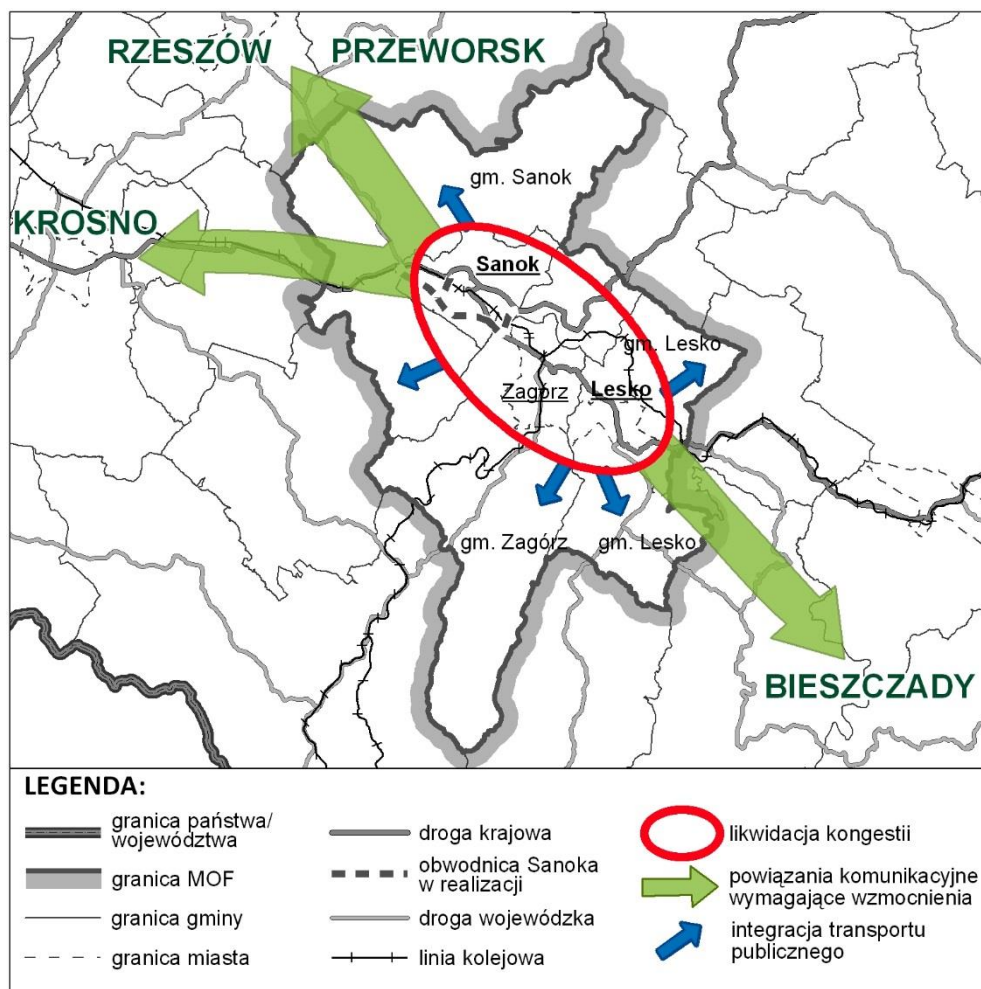 RZESZÓW PRZEWORSK
gm. Sanok
KROSNO
Sanok
gm. Lesko
Zagórz
Lesko
gm. Zagórz
gm. Lesko
BIESZCZADY
LEGENDA:
granica państwa/
województwa
granica MOF
granica gminy
granica miasta
droga krajowa
obwodnica Sanoka
w realizacji
droga wojewódzka
linia kolejowa
likwidacja kongestii
powiązania komunikacyjne
wymagające wzmocnienia
integracja transportu
publicznego